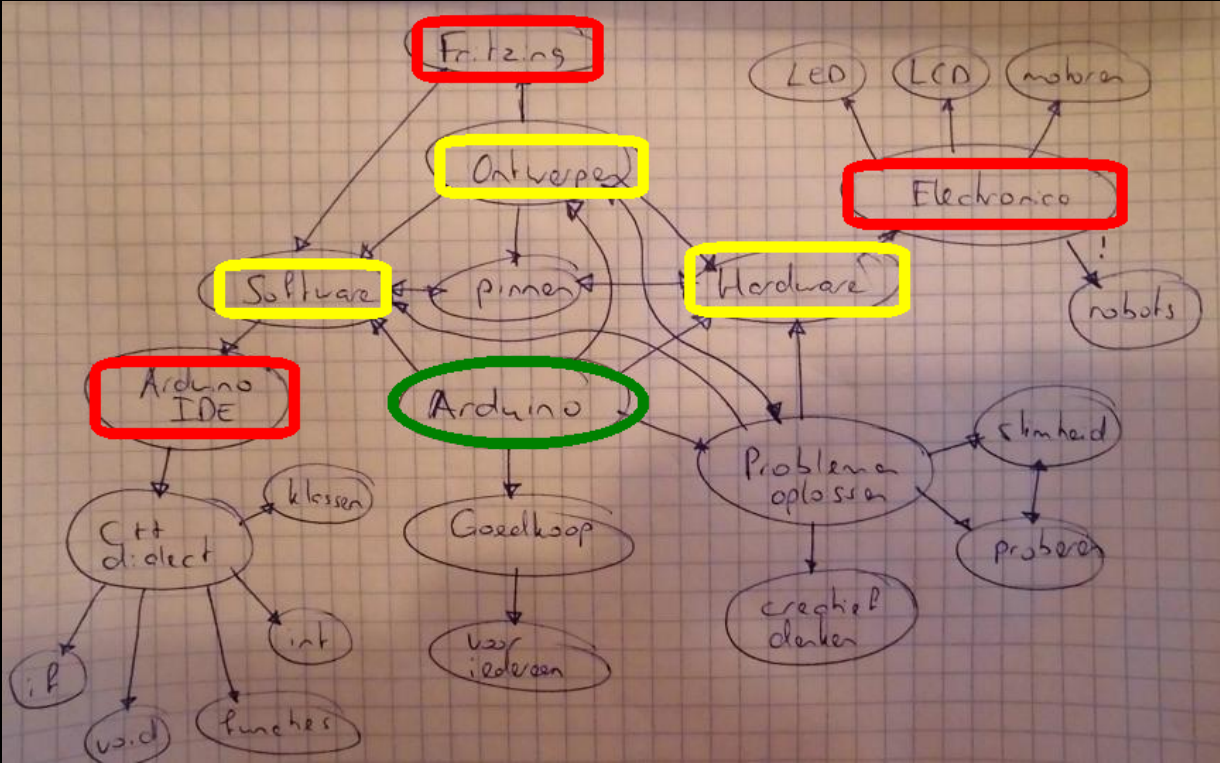 Fritzing
LED
LCD
motoren
Ontwerpen
Electronica
!
Software
pinnen
Hardware
robots
Arduino
IDE
Arduino
slimheid
Problemen
oplossen
klassen
C++
dialect
Goedkoop
proberen
creatief
denken
int
voor
iedereen
if
void
functies